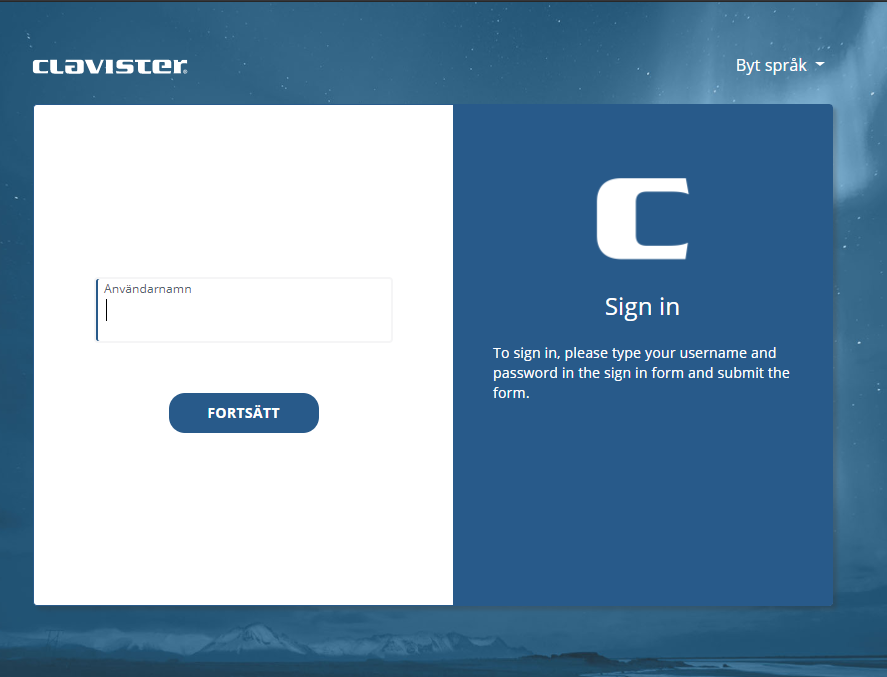 clavister
Byt språk
Användarnamn
FORTSÄTT
C
Sign in
To sign in, please type your username and
password in the sign in form and submit the
form.